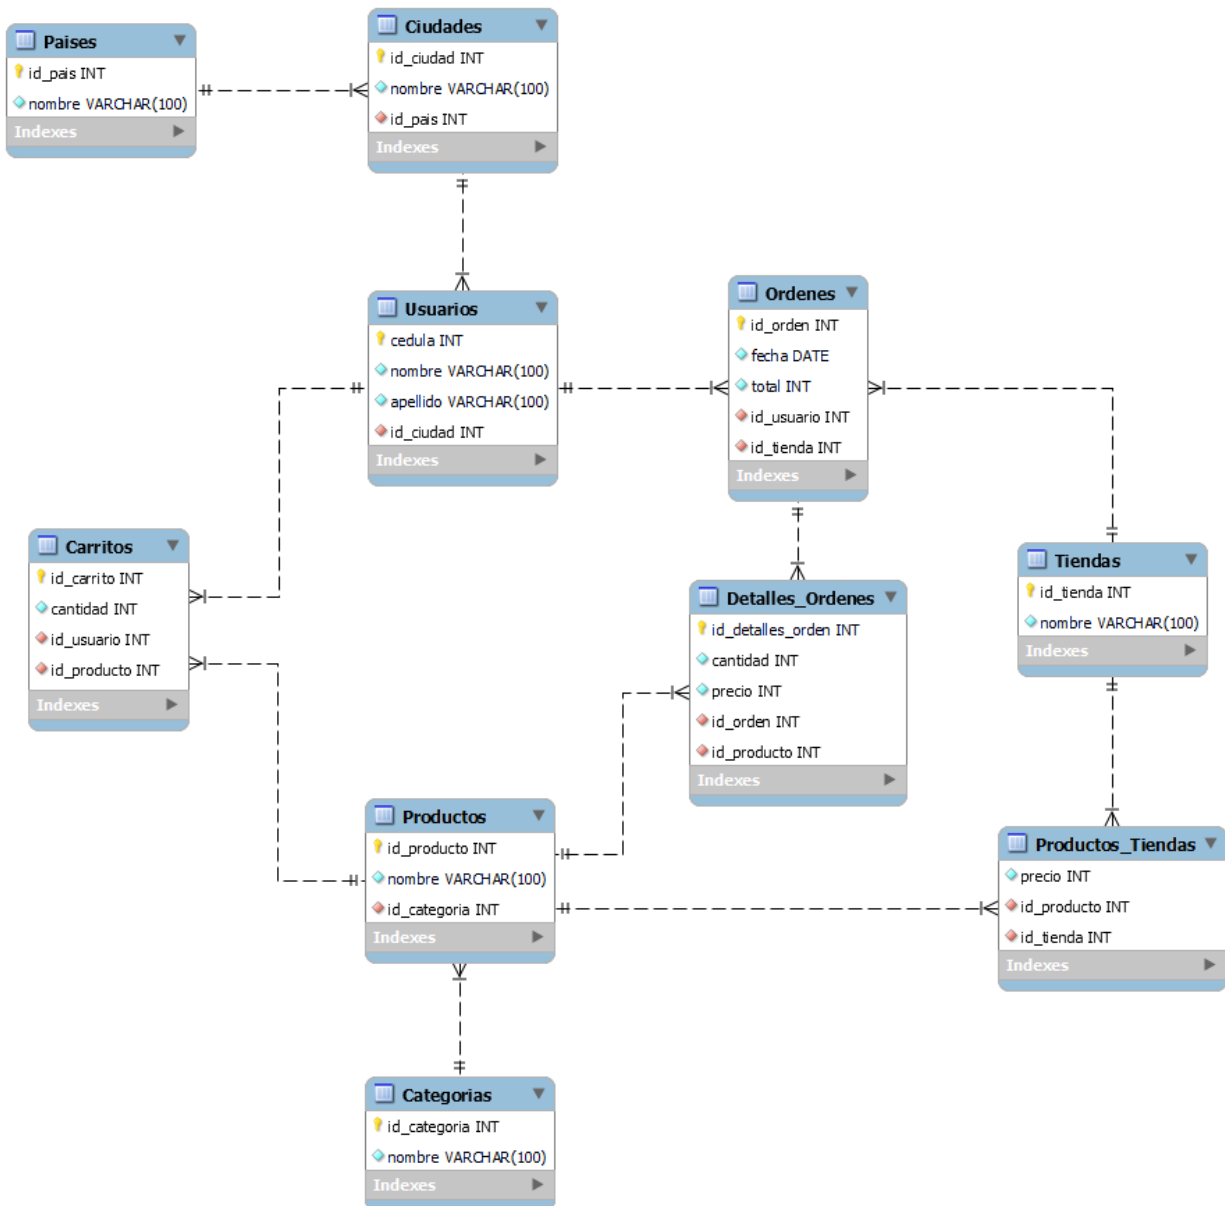 Paises
id_pais INT
nombre VARCHAR(100)
Indexes
Ciudades
id_ciudad INT
nombre VARCHAR(100)
id_pais INT
Indexes
Usuarios
cedula INT
nombre VARCHAR(100)
apellido VARCHAR(100)
id_ciudad INT
Indexes
Ordenes
id_orden INT
fecha DATE
total INT
id_usuario INT
id_tienda INT
Indexes
Carritos
id_carrito INT
cantidad INT
id_usuario INT
id_producto INT
Indexes
Detalles_Ordenes
id_detalles_orden INT
cantidad INT
precio INT
id_orden INT
id_producto INT
Indexes
Tiendas
id_tienda INT
nombre VARCHAR(100)
Indexes
Productos
id_producto INT
nombre VARCHAR(100)
id_categoria INT
Indexes
Productos_Tiendas
precio INT
id_producto INT
id_tienda INT
Indexes
Categorias
id_categoria INT
nombre VARCHAR(100)
Indexes